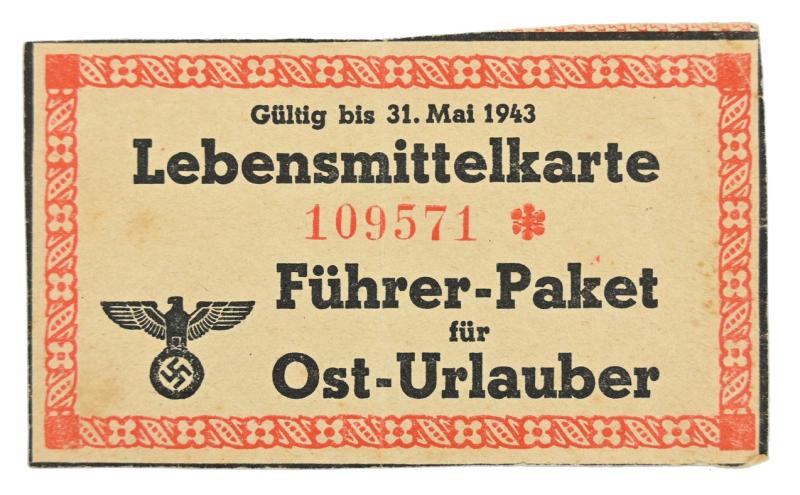 Gültig bis 31. Mai 1943
Lebensmittelkarte
109571
Führer-Paket
für
Ost-Urlauber